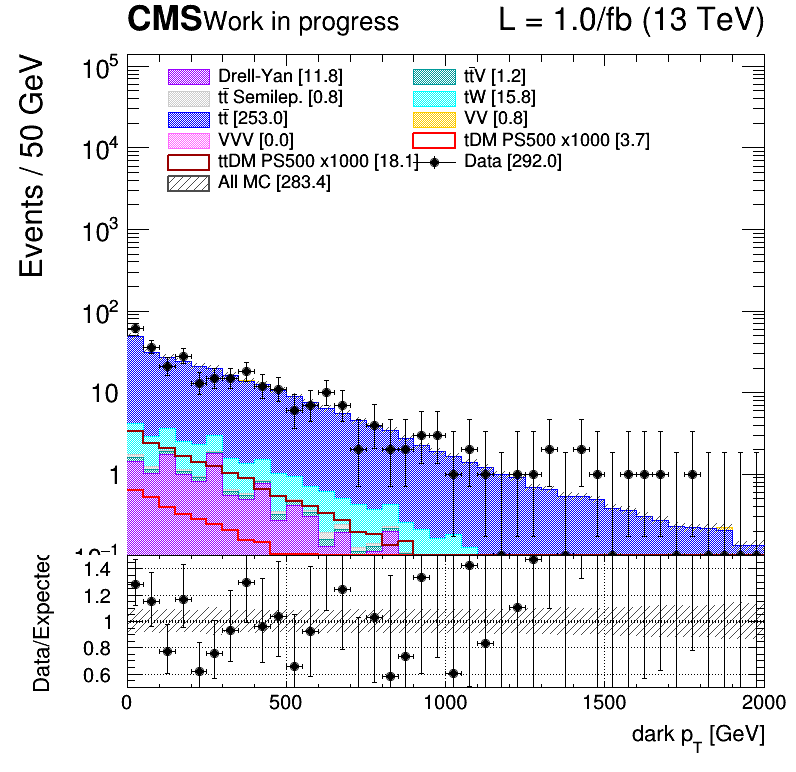 CMS Work in progress L = 1.0/fb (13 TeV)
Events / 50 GeV
10⁵
10⁴
10³
10²
10
1
10⁻¹
Drell-Yan [11.8] tt̄V [1.2]
tt̄ Semilep. [0.8] tW [15.8]
tt̄ [253.0] VV [0.8]
VVV [0.0] tDM PS500 x1000 [3.7]
ttDM PS500 x1000 [18.1] Data [292.0]
All MC [283.4]
Data/Expected
1.4
1.2
1
0.8
0.6
0 500 1000 1500 2000
dark p_T [GeV]